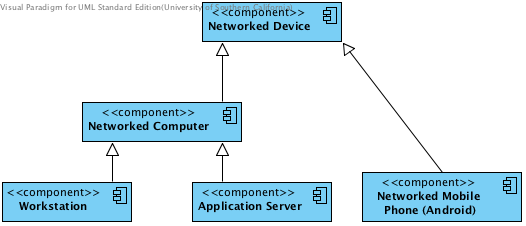 Visual Paradigm for UML Standard Edition(University of Southern California)
<<component>>
Networked Device
<<component>>
Networked Computer
<<component>>
Workstation
<<component>>
Application Server
<<component>>
Networked Mobile
Phone (Android)